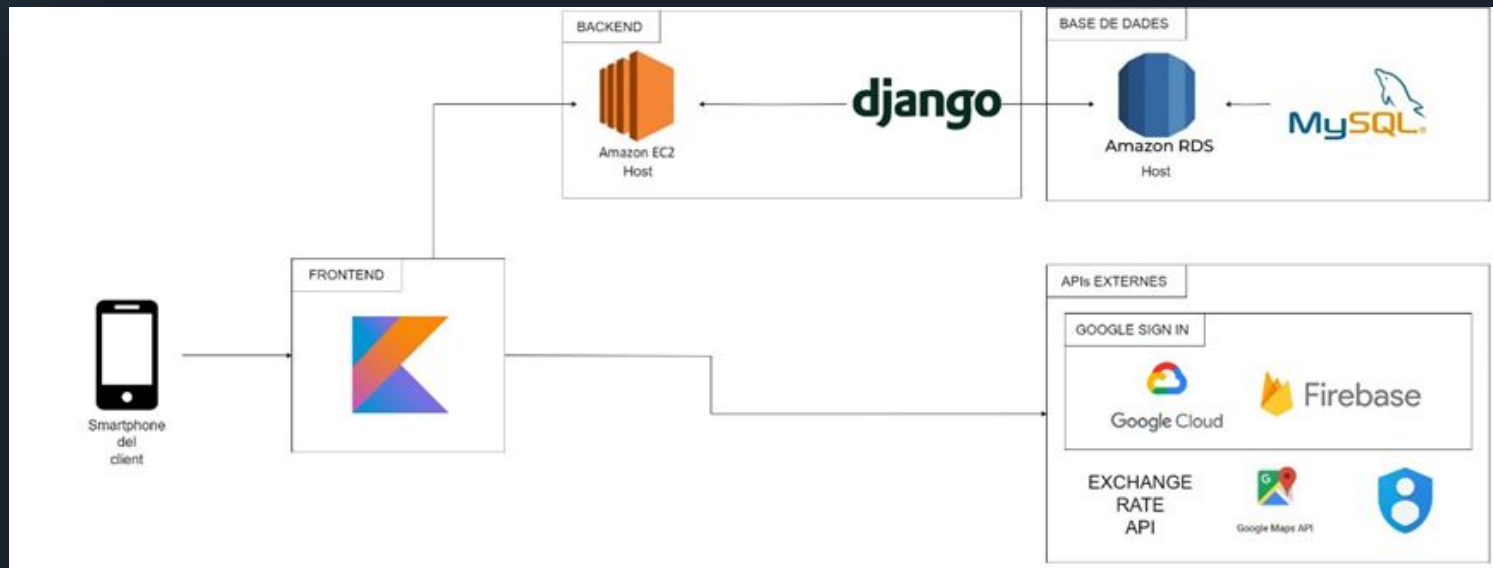 BACKEND
Amazon EC2
Host
django
BASE DE DADES
Amazon RDS
Host
MySQL®
FRONTEND
Smartphone
del
client
APIs EXTERNES
GOOGLE SIGN IN
Google Cloud
Firebase
EXCHANGE
RATE
API
G
Google Maps API